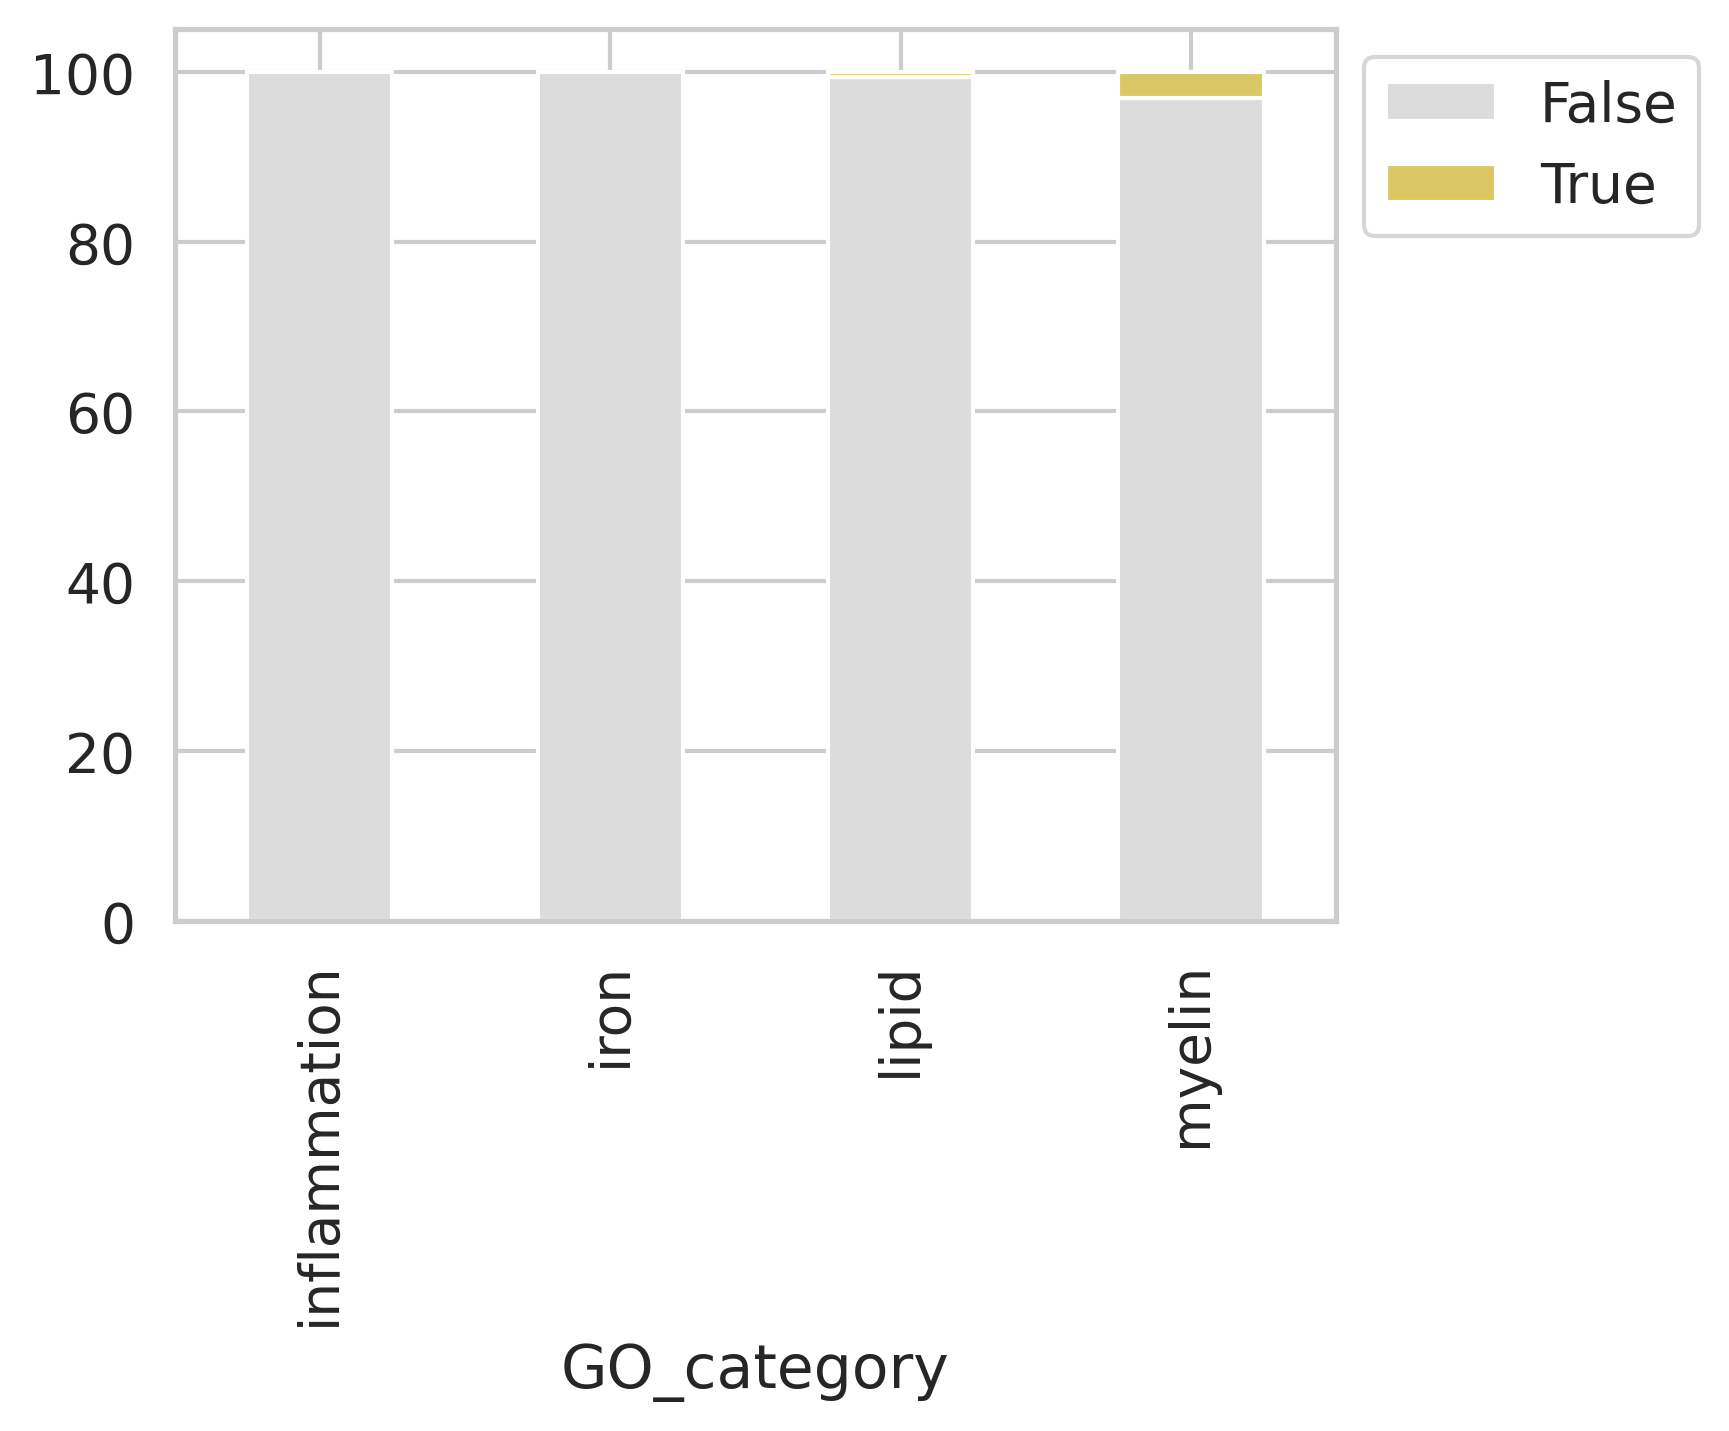 100
80
60
40
20
0
False
True
inflammation
iron
lipid
myelin
GO_category